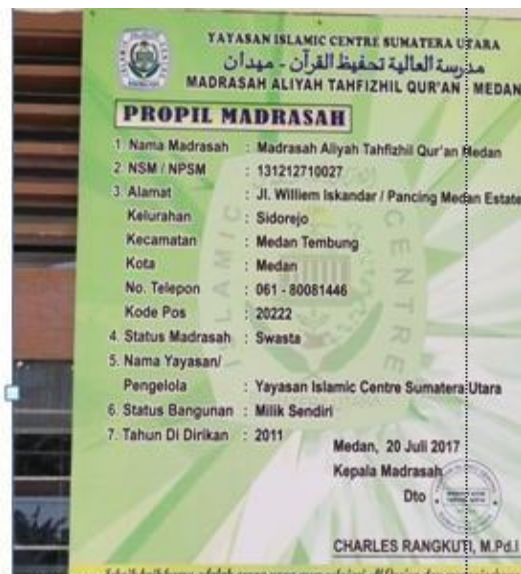 YAYASAN ISLAMIC CENTRE SUMATERA UTARA
مدرسة العالية تحفيظ القرآن - ميدان
MADRASAH ALIYAH TAHFIZHIL QUR'AN MEDAN
PROPIL MADRASAH
1. Nama Madrasah : Madrasah Aliyah Tahfizhil Qur'an Medan
2. NSM / NPSM : 131212710027
3. Alamat : Jl. Williem Iskandar / Pancing Medan Estate
Kelurahan : Sidorejo
Kecamatan : Medan Tembung
Kota : Medan
No. Telepon : 061 - 80081446
Kode Pos : 20222
4. Status Madrasah : Swasta
5. Nama Yayasan/
Pengelola : Yayasan Islamic Centre Sumatera Utara
6. Status Bangunan : Milik Sendiri
7. Tahun Di Dirikan : 2011
Medan, 20 Juli 2017
Kepala Madrasah
Dto
CHARLES RANGKUTI, M.Pd.I
ISLAMIC CENTRE